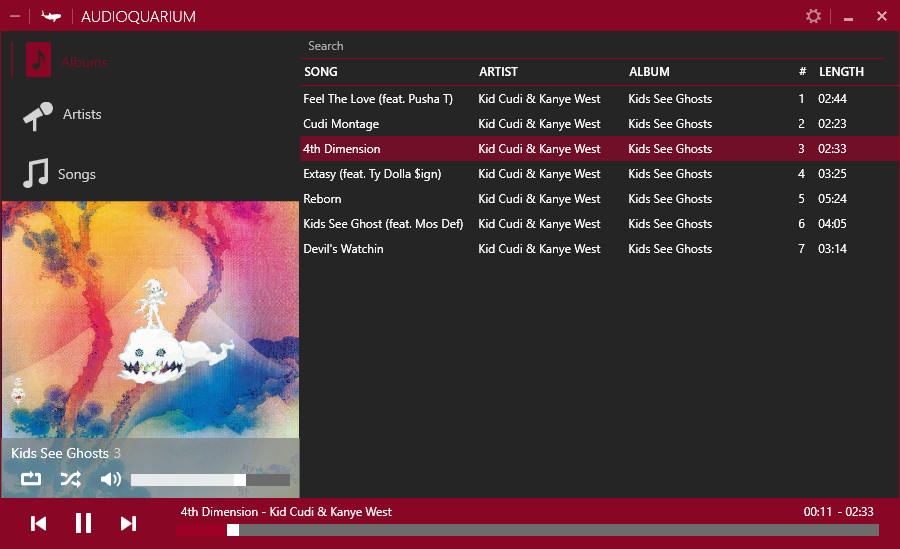 AUDIOQUARIUM
Albums
Artists
Songs
Search
SONG ARTIST ALBUM # LENGTH
Feel The Love (feat. Pusha T) Kid Cudi & Kanye West Kids See Ghosts 1 02:44
Cudi Montage Kid Cudi & Kanye West Kids See Ghosts 2 02:23
4th Dimension Kid Cudi & Kanye West Kids See Ghosts 3 02:33
Extasy (feat. Ty Dolla $ign) Kid Cudi & Kanye West Kids See Ghosts 4 03:25
Reborn Kid Cudi & Kanye West Kids See Ghosts 5 05:24
Kids See Ghost (feat. Mos Def) Kid Cudi & Kanye West Kids See Ghosts 6 04:05
Devil's Watchin Kid Cudi & Kanye West Kids See Ghosts 7 03:14
Kids See Ghosts 3
4th Dimension - Kid Cudi & Kanye West 00:11 - 02:33